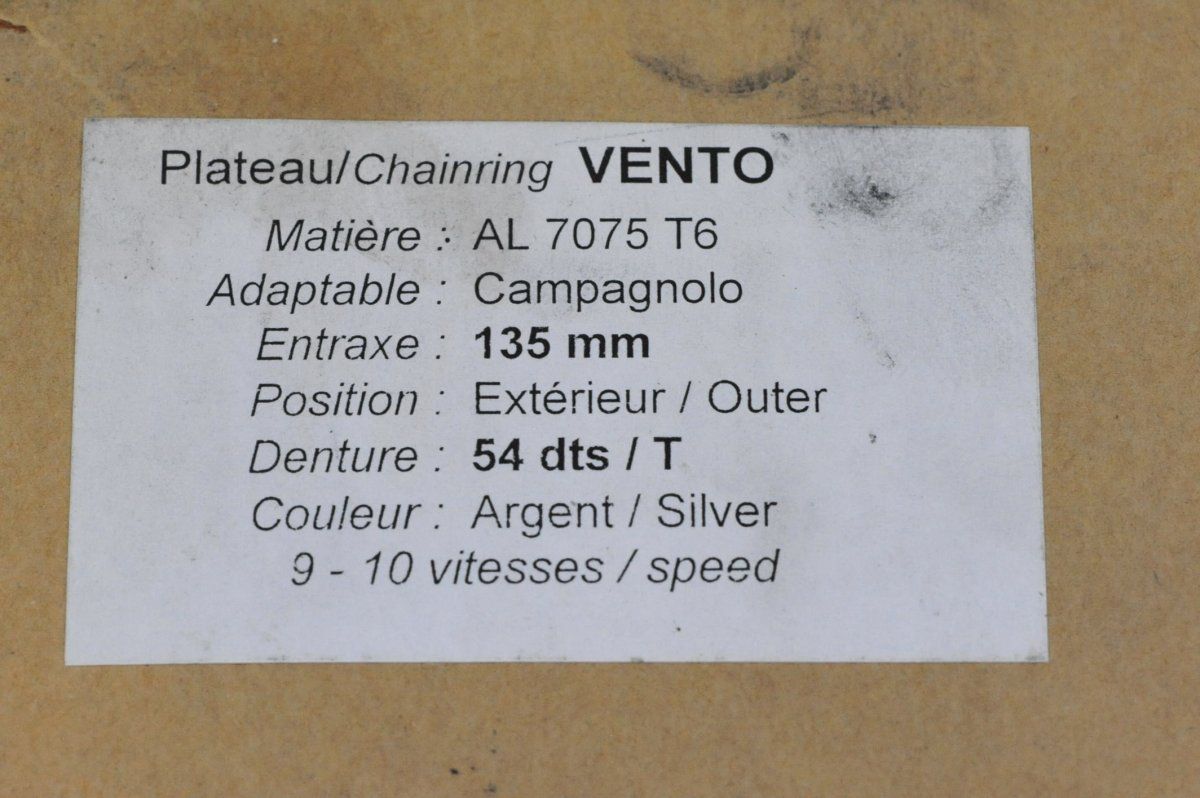 Plateau/Chainring VENTO
Matière : AL 7075 T6
Adaptable : Campagnolo
Entraxe : 135 mm
Position : Extérieur / Outer
Denture : 54 dts / T
Couleur : Argent / Silver
9 - 10 vitesses / speed